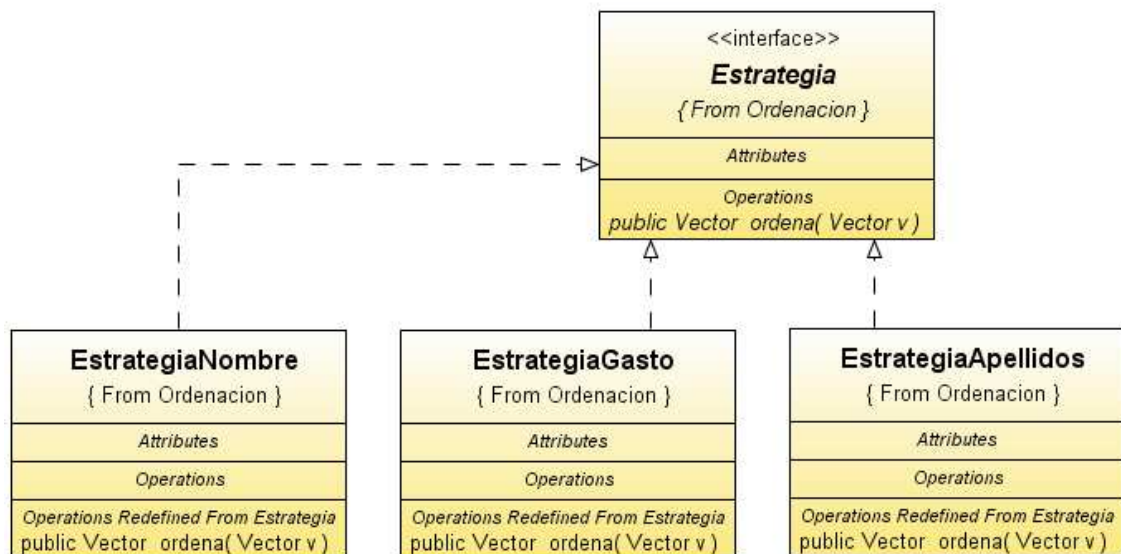 <<interface>>
Estrategia
{ From Ordenacion }
Attributes
Operations
public Vector ordena( Vector v )
EstrategiaNombre
{ From Ordenacion }
Attributes
Operations
Operations Redefined From Estrategia
public Vector ordena( Vector v )
EstrategiaGasto
{ From Ordenacion }
Attributes
Operations
Operations Redefined From Estrategia
public Vector ordena( Vector v )
EstrategiaApellidos
{ From Ordenacion }
Attributes
Operations
Operations Redefined From Estrategia
public Vector ordena( Vector v )